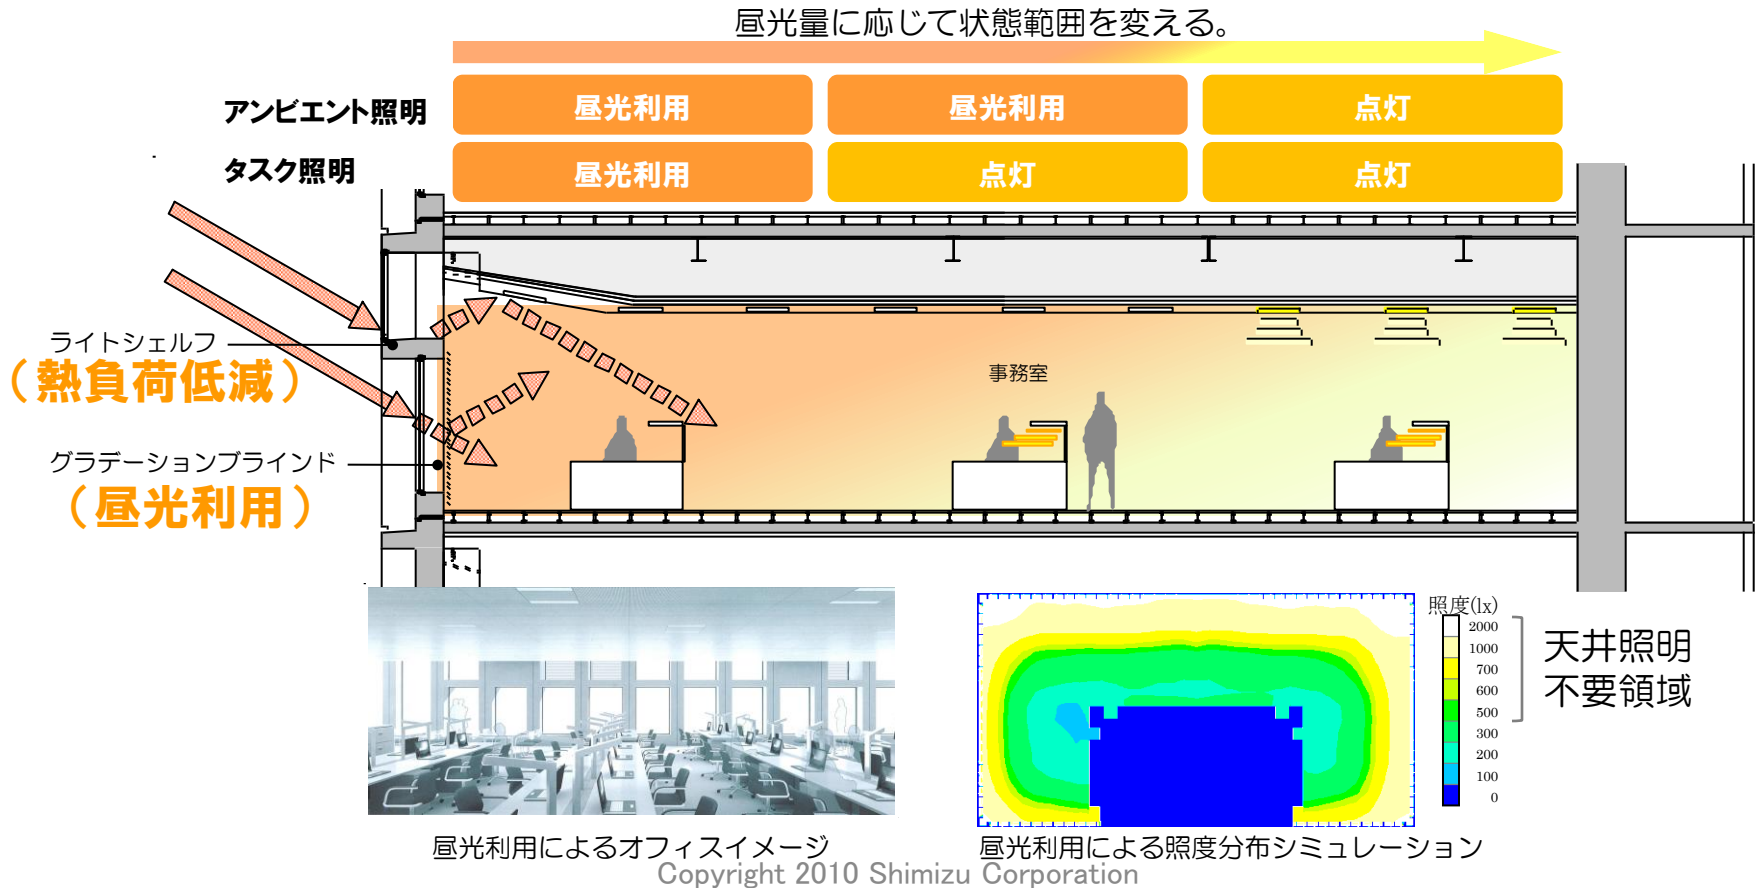 昼光量に応じて状態範囲を変える。
アンビエント照明
昼光利用
昼光利用
点灯
タスク照明
昼光利用
点灯
点灯
ライトシェルフ
（熱負荷低減）
事務室
グラデーションブラインド
（昼光利用）
照度(lx)
2000
1000
700
600
500
300
200
100
0
天井照明
不要領域
昼光利用によるオフィスイメージ
昼光利用による照度分布シミュレーション
Copyright 2010 Shimizu Corporation